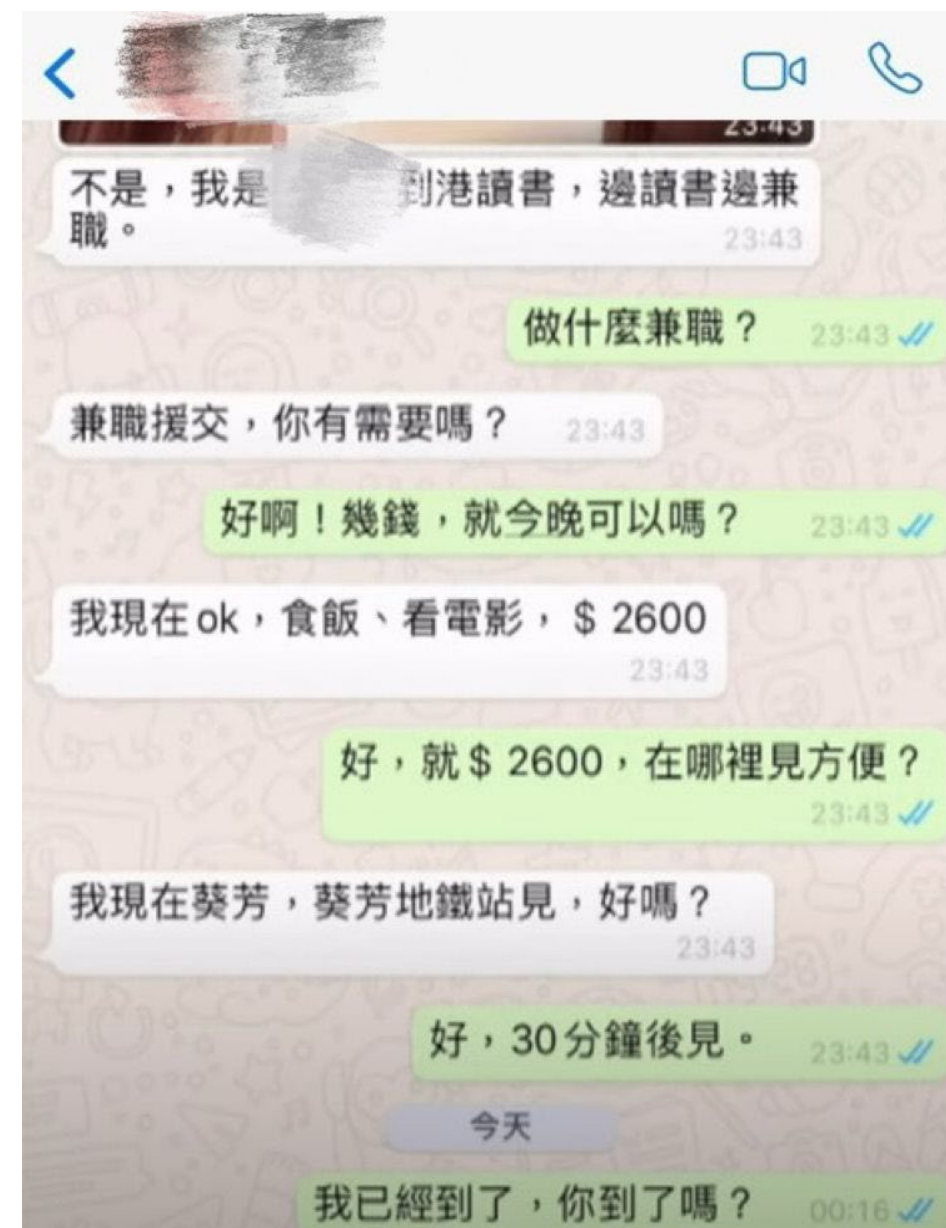 23:43
不是，我是 到港讀書，邊讀書邊兼
職。
23:43
做什麼兼職？ 23:43
兼職援交，你有需要嗎？ 23:43
好啊！幾錢，就今晚可以嗎？ 23:43
我現在ok，食飯、看電影，$ 2600
23:43
好，就$ 2600，在哪裡見方便？
23:43
我現在葵芳，葵芳地鐵站見，好嗎？
23:43
好，30分鐘後見。 23:43
今天
我已經到了，你到了嗎？ 00:16